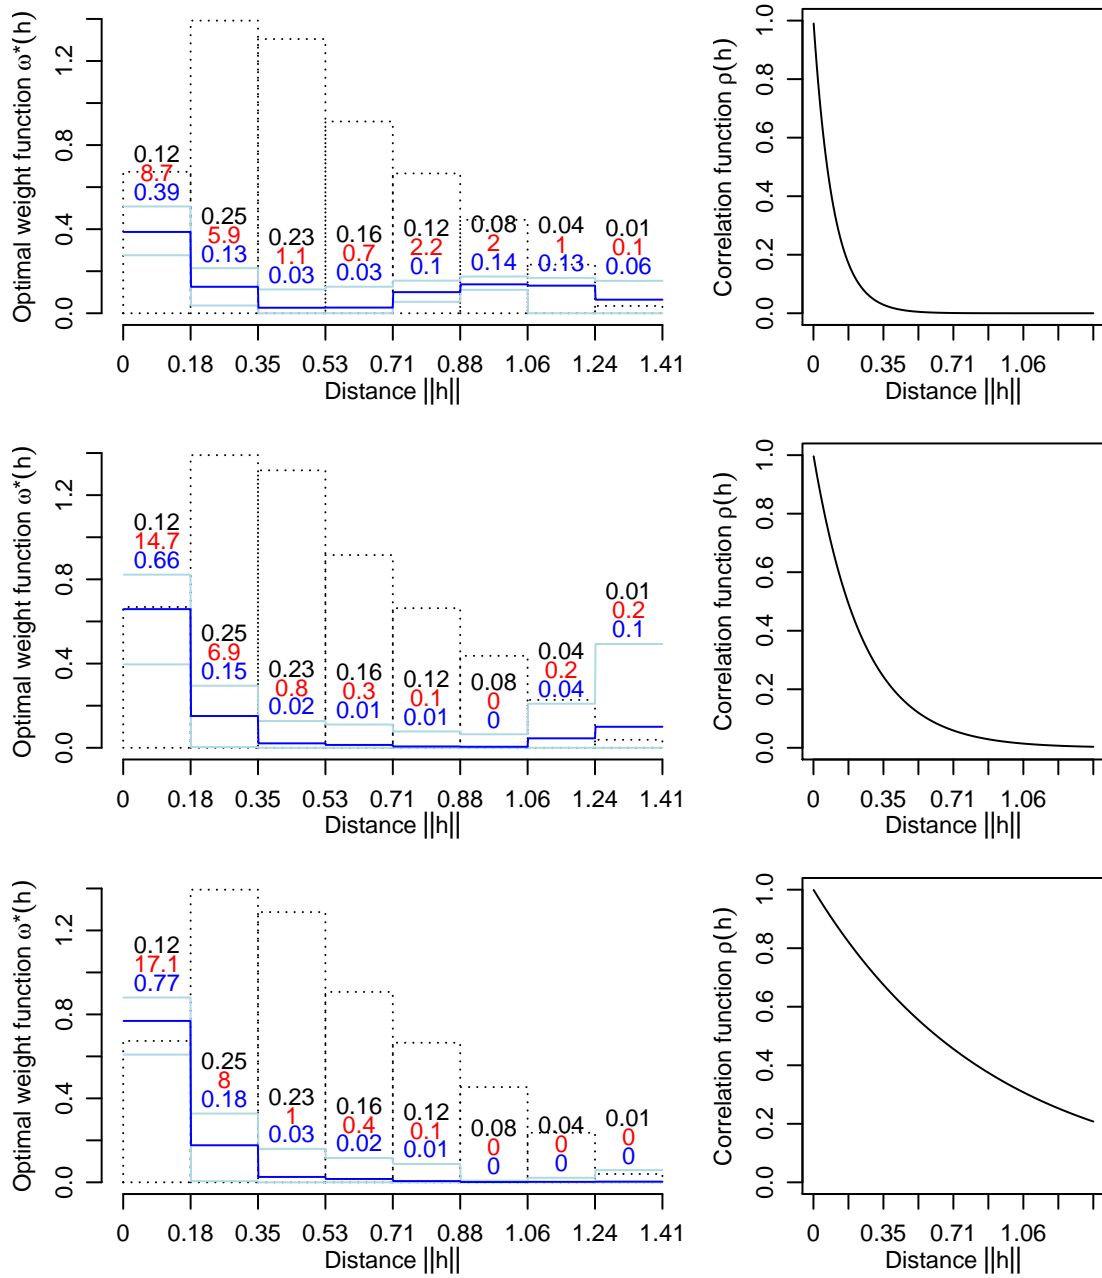 Optimal weight function ω*(h)
0.0 0.4 0.8 1.2
0.12 0.25 0.23 0.16 0.12 0.08 0.04 0.01
8.7 5.9 1.1 0.7 2.2 2 1 0.1
0.39 0.13 0.03 0.03 0.1 0.14 0.13 0.06
0 0.18 0.35 0.53 0.71 0.88 1.06 1.24 1.41
Distance ||h||
Correlation function ρ(h)
0.0 0.2 0.4 0.6 0.8 1.0
0 0.35 0.71 1.06
Distance ||h||
Optimal weight function ω*(h)
0.0 0.4 0.8 1.2
0.12 0.25 0.23 0.16 0.12 0.08 0.04 0.01
14.7 6.9 0.8 0.3 0.1 0 0.2 0.2
0.66 0.15 0.02 0.01 0.01 0 0.04 0.1
0 0.18 0.35 0.53 0.71 0.88 1.06 1.24 1.41
Distance ||h||
Correlation function ρ(h)
0.0 0.2 0.4 0.6 0.8 1.0
0 0.35 0.71 1.06
Distance ||h||
Optimal weight function ω*(h)
0.0 0.4 0.8 1.2
0.12 0.25 0.23 0.16 0.12 0.08 0.04 0.01
17.1 8 1 0.4 0.1 0 0 0
0.77 0.18 0.03 0.02 0.01 0 0 0
0 0.18 0.35 0.53 0.71 0.88 1.06 1.24 1.41
Distance ||h||
Correlation function ρ(h)
0.0 0.2 0.4 0.6 0.8 1.0
0 0.35 0.71 1.06
Distance ||h||